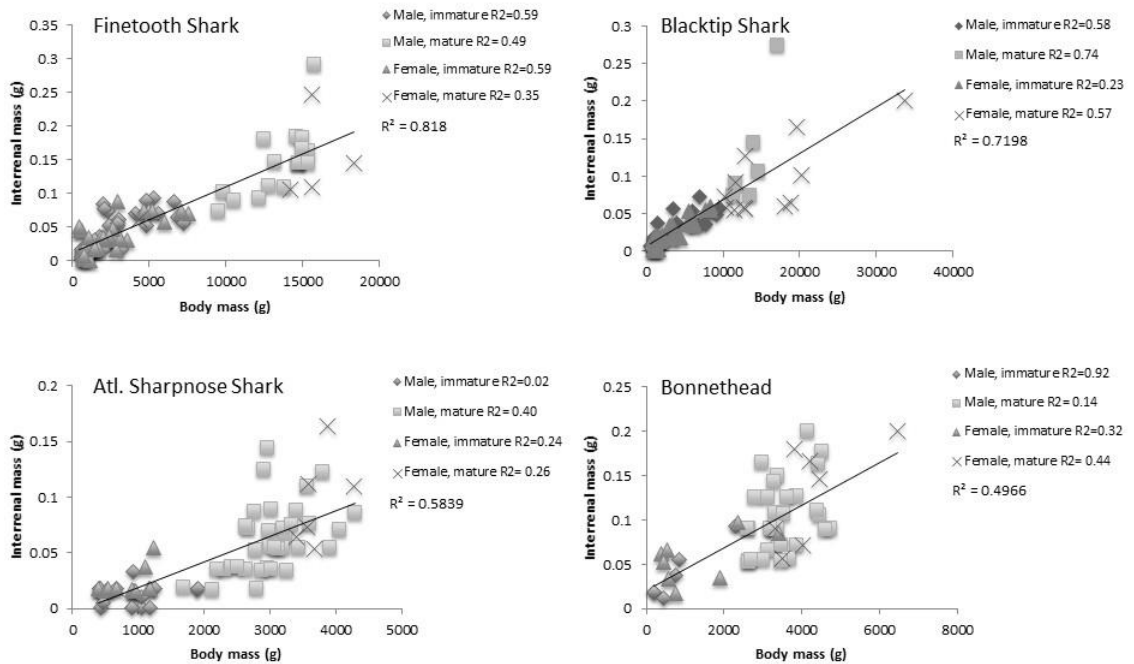 Finetooth Shark
Male, immature R2=0.59
Male, mature R2= 0.49
Female, immature R2=0.59
Female, mature R2= 0.35
R² = 0.818
Interrenal mass (g)
0.35
0.3
0.25
0.2
0.15
0.1
0.05
0
0 5000 10000 15000 20000
Body mass (g)
Blacktip Shark
Male, immature R2=0.58
Male, mature R2= 0.74
Female, immature R2=0.23
Female, mature R2= 0.57
R² = 0.7198
Interrenal mass (g)
0.3
0.25
0.2
0.15
0.1
0.05
0
0 10000 20000 30000 40000
Body mass (g)
Atl. Sharpnose Shark
Male, immature R2=0.02
Male, mature R2= 0.40
Female, immature R2=0.24
Female, mature R2= 0.26
R² = 0.5839
Interrenal mass (g)
0.2
0.15
0.1
0.05
0
0 1000 2000 3000 4000 5000
Body mass (g)
Bonnethead
Male, immature R2=0.92
Male, mature R2= 0.14
Female, immature R2=0.32
Female, mature R2= 0.44
R² = 0.4966
Interrenal mass (g)
0.25
0.2
0.15
0.1
0.05
0
0 2000 4000 6000 8000
Body mass (g)